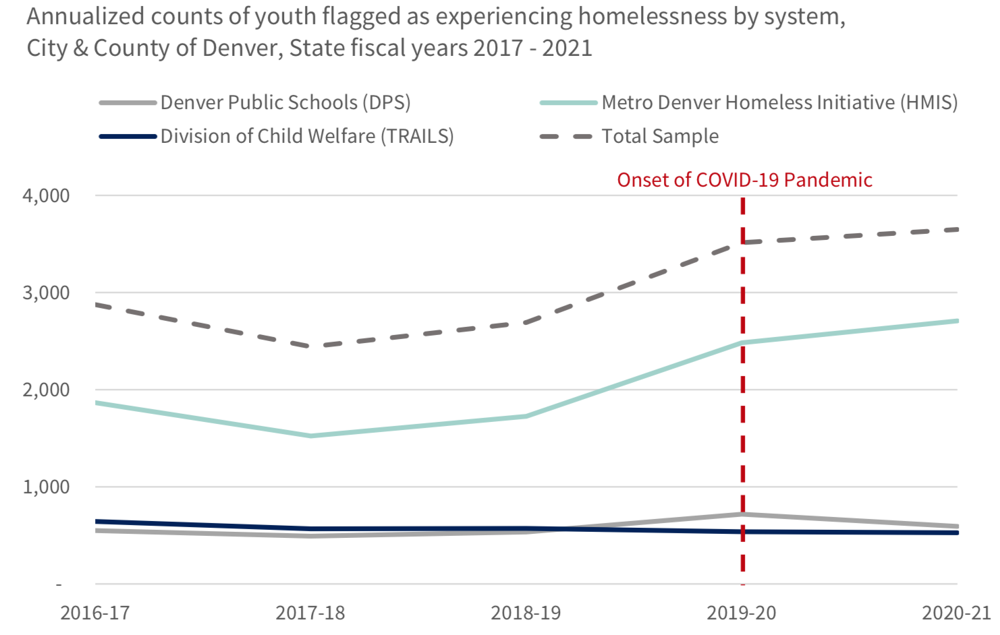 Annualized counts of youth flagged as experiencing homelessness by system,
City & County of Denver, State fiscal years 2017 - 2021
Denver Public Schools (DPS)
Metro Denver Homeless Initiative (HMIS)
Division of Child Welfare (TRAILS)
Total Sample
Onset of COVID-19 Pandemic
4,000
3,000
2,000
1,000
-
2016-17 2017-18 2018-19 2019-20 2020-21